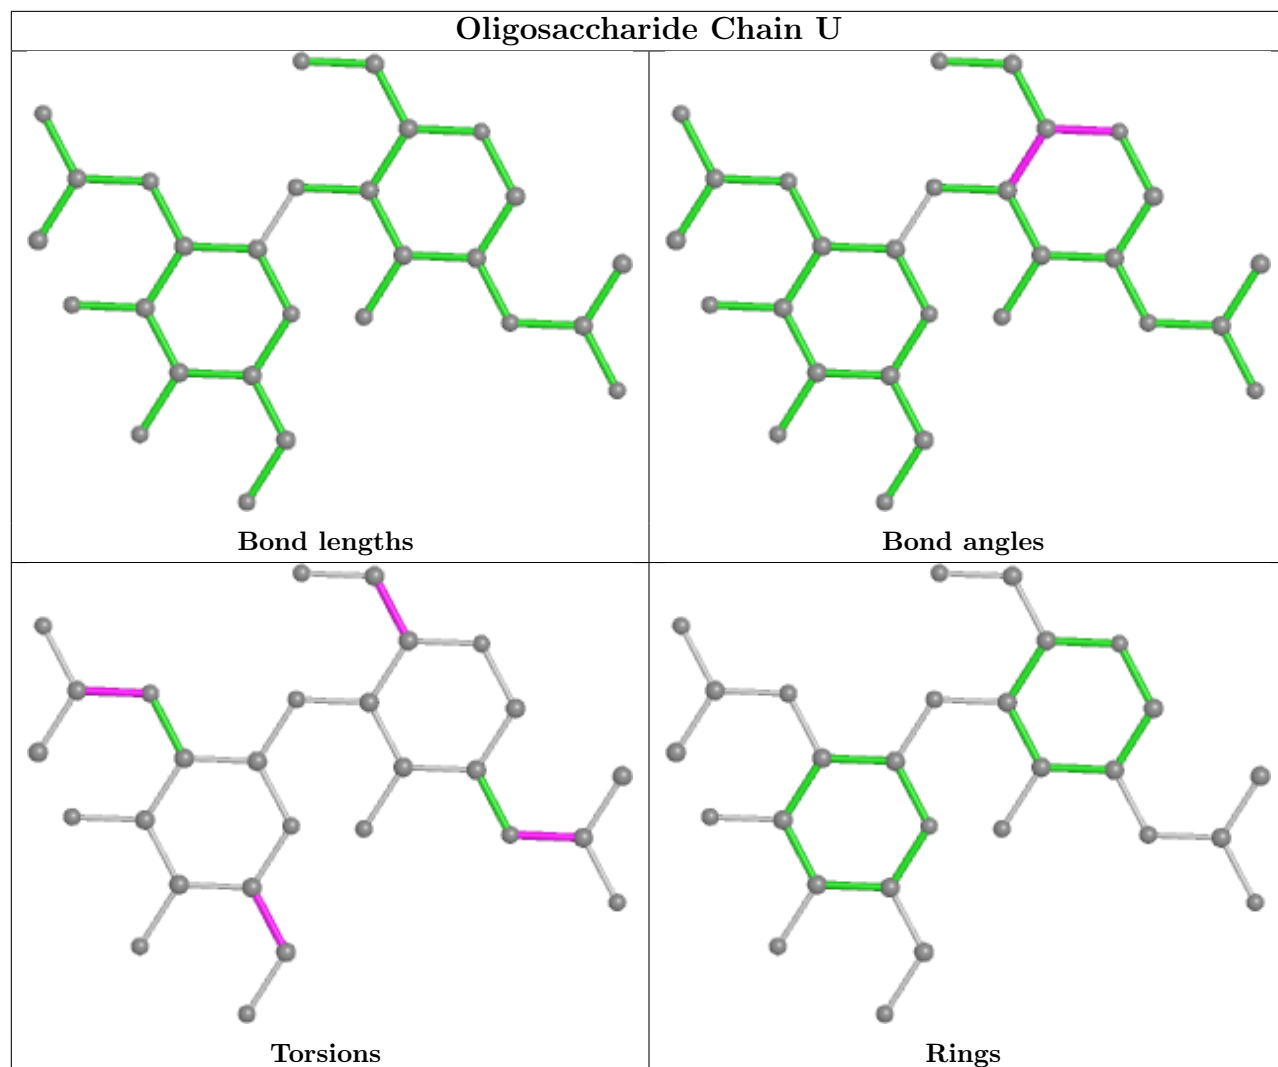 Oligosaccharide Chain U
Bond lengths
Bond angles
Torsions
Rings